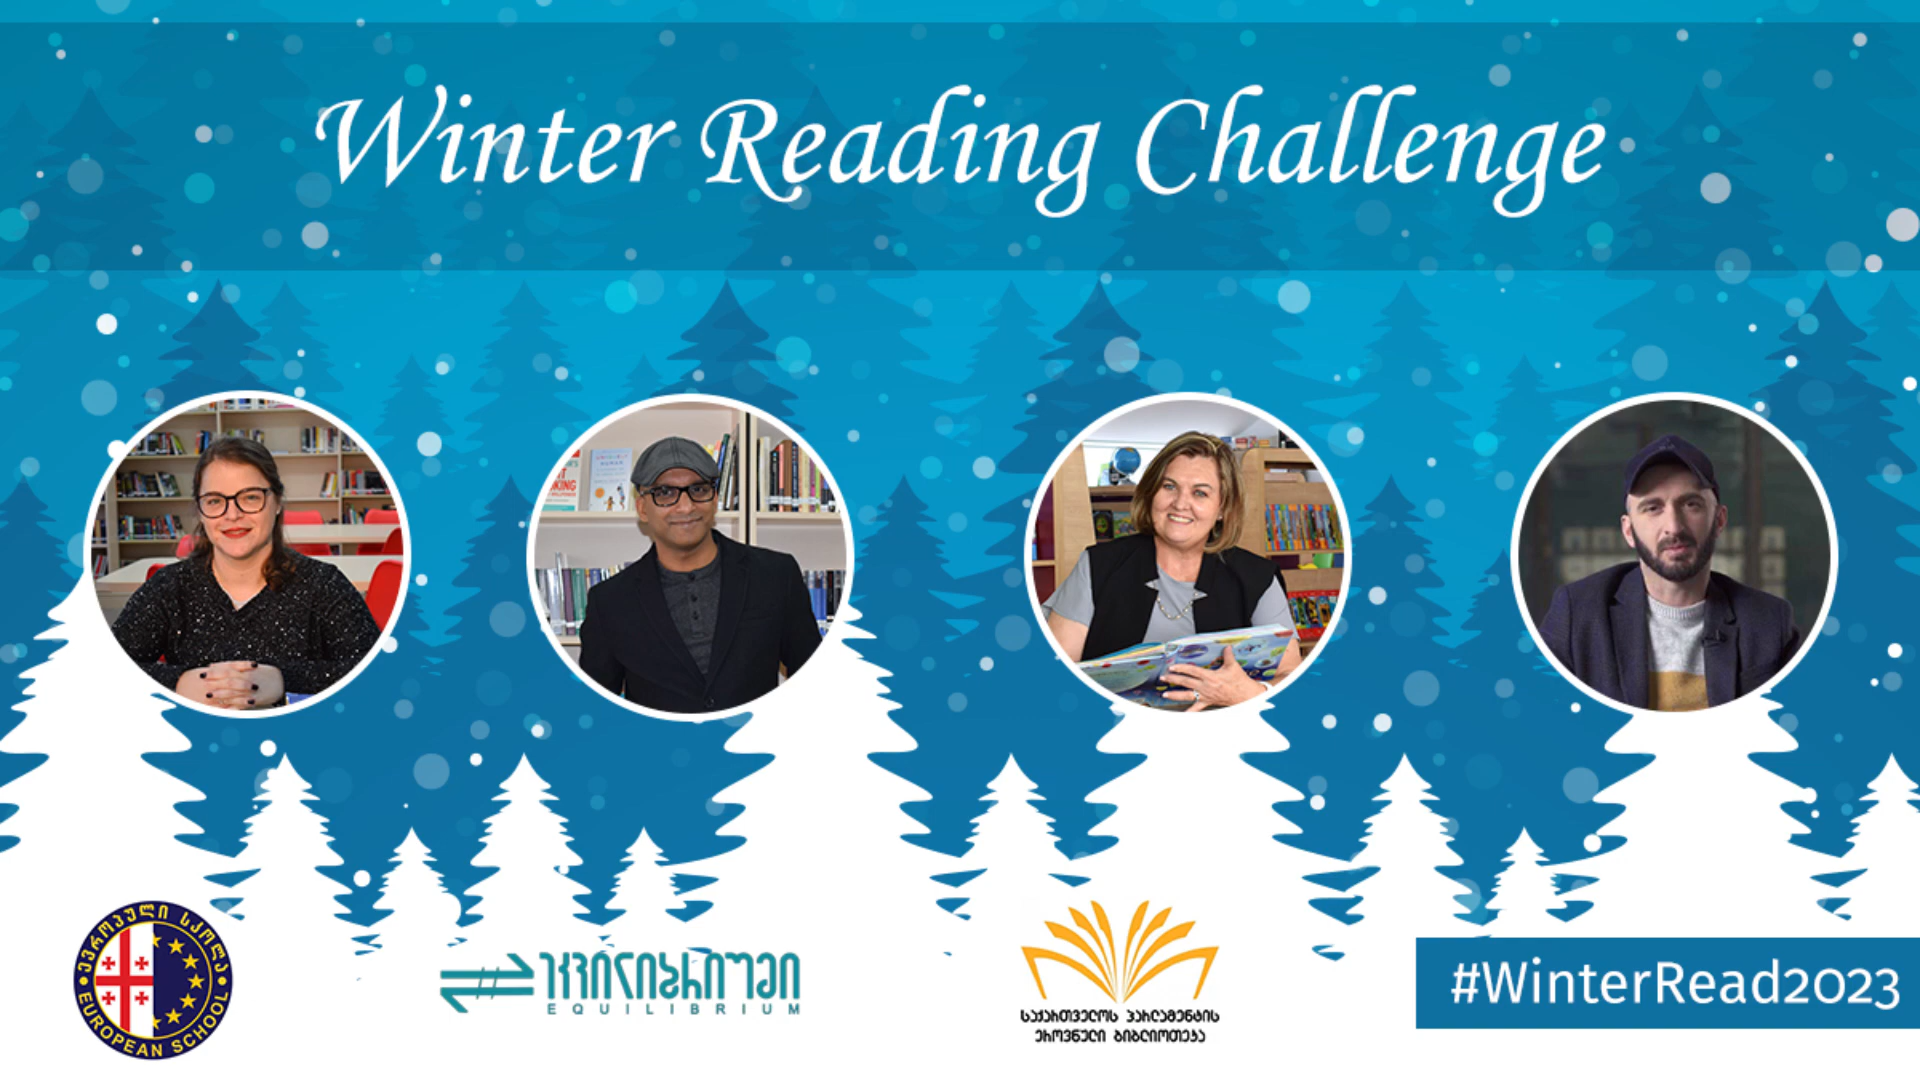 Winter Reading Challenge
ევროპული სკოლა
EUROPEAN SCHOOL
ეკვილიბრიუმი
EQUILIBRIUM
საქართველოს პარლამენტის
ეროვნული ბიბლიოთეკა
#WinterRead2023